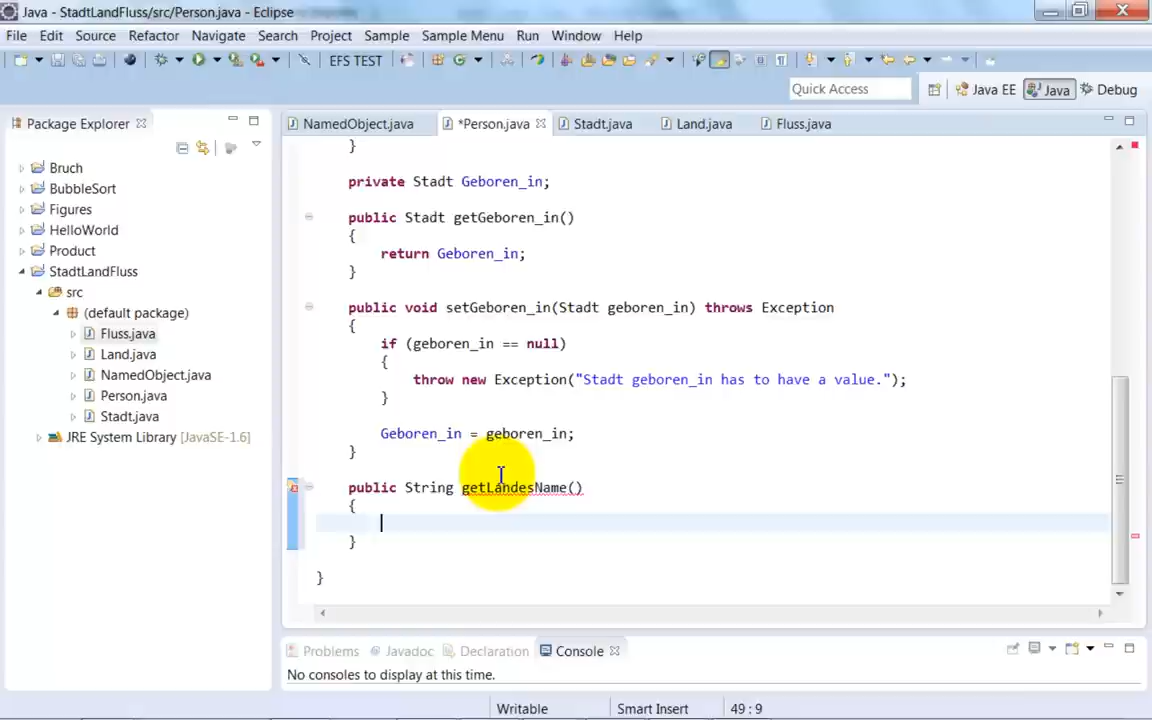 Java - StadtLandFluss/src/Person.java - Eclipse
File Edit Source Refactor Navigate Search Project Sample Sample Menu Run Window Help
EFS TEST
Quick Access
Java EE
Java
Debug
Package Explorer
NamedObject.java
*Person.java
Stadt.java
Land.java
Fluss.java
Bruch
BubbleSort
Figures
HelloWorld
Product
StadtLandFluss
src
(default package)
Fluss.java
Land.java
NamedObject.java
Person.java
Stadt.java
JRE System Library [JavaSE-1.6]
}
private Stadt Geboren_in;
public Stadt getGeboren_in()
{
return Geboren_in;
}
public void setGeboren_in(Stadt geboren_in) throws Exception
{
if (geboren_in == null)
{
throw new Exception("Stadt geboren_in has to have a value.");
}
Geboren_in = geboren_in;
}
public String getLandesName()
{
}
}
Problems
Javadoc
Declaration
Console
No consoles to display at this time.
Writable
Smart Insert
49 : 9